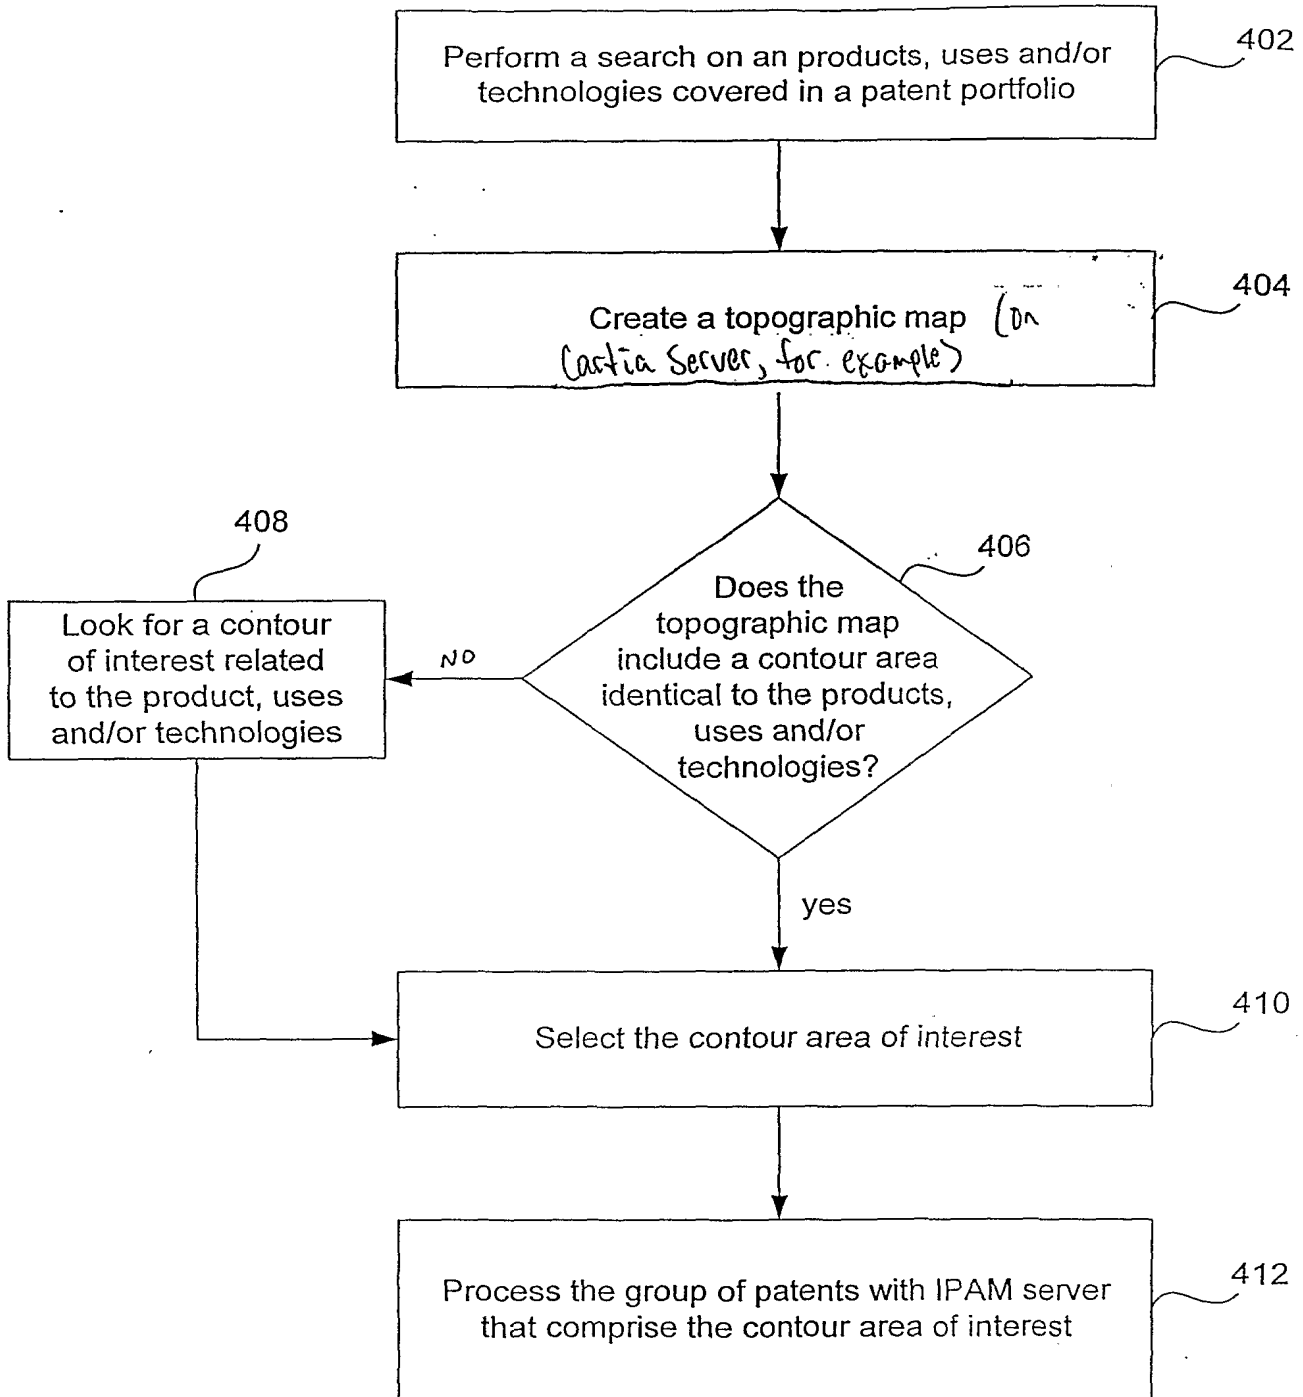 Perform a search on an products, uses and/or
technologies covered in a patent portfolio
402
Create a topographic map (on
Cartia Server, for example)
404
408
406
Look for a contour
of interest related
to the product, uses
and/or technologies
NO
Does the
topographic map
include a contour area
identical to the products,
uses and/or
technologies?
yes
Select the contour area of interest
410
Process the group of patents with IPAM server
that comprise the contour area of interest
412